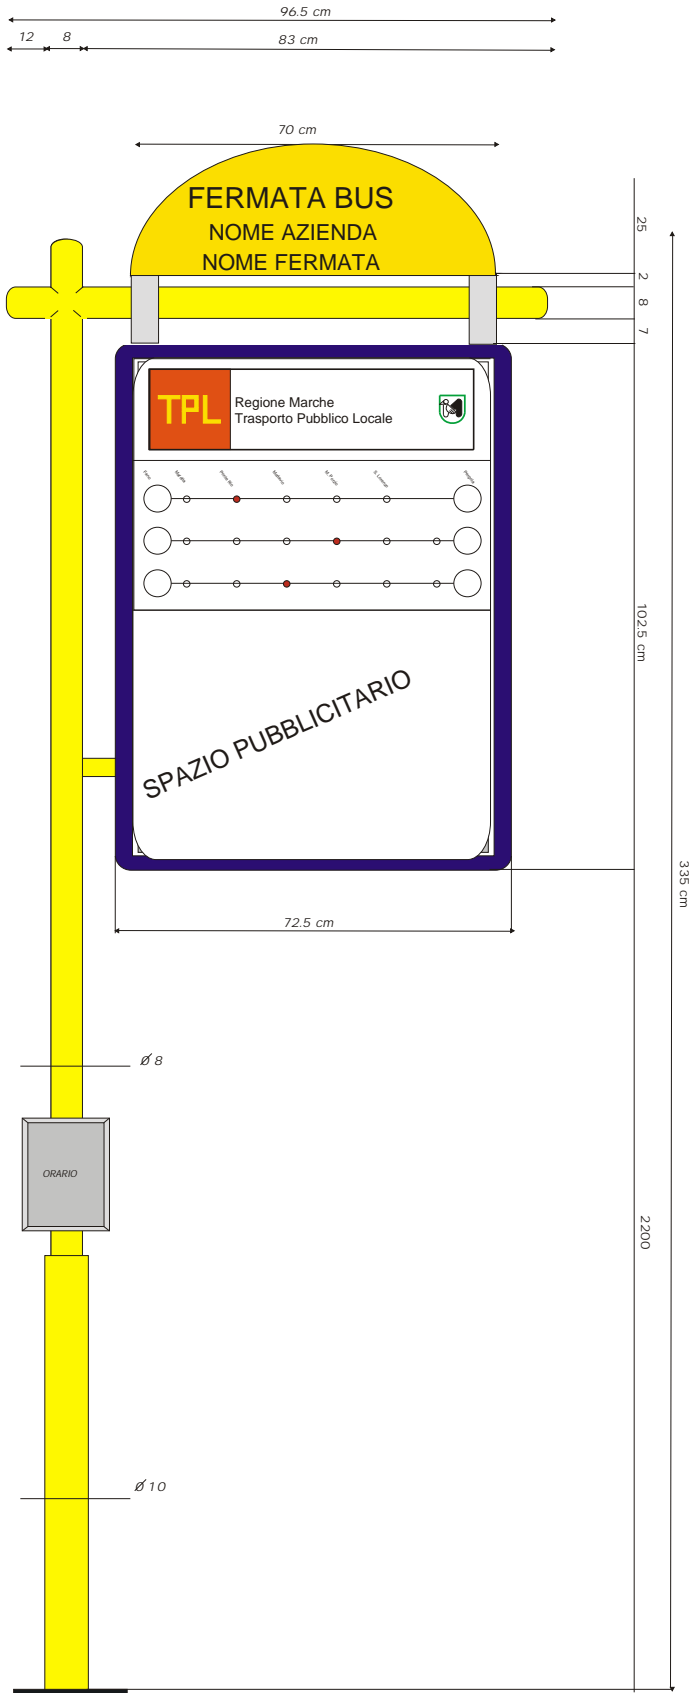 96.5 cm
12 8 83 cm
70 cm
FERMATA BUS
NOME AZIENDA
NOME FERMATA
25
2
8
7
TPL
Regione Marche
Trasporto Pubblico Locale
Fano
102.5 cm
SPAZIO PUBBLICITARIO
335 cm
72.5 cm
Ø 8
ORARIO
2200
Ø 10